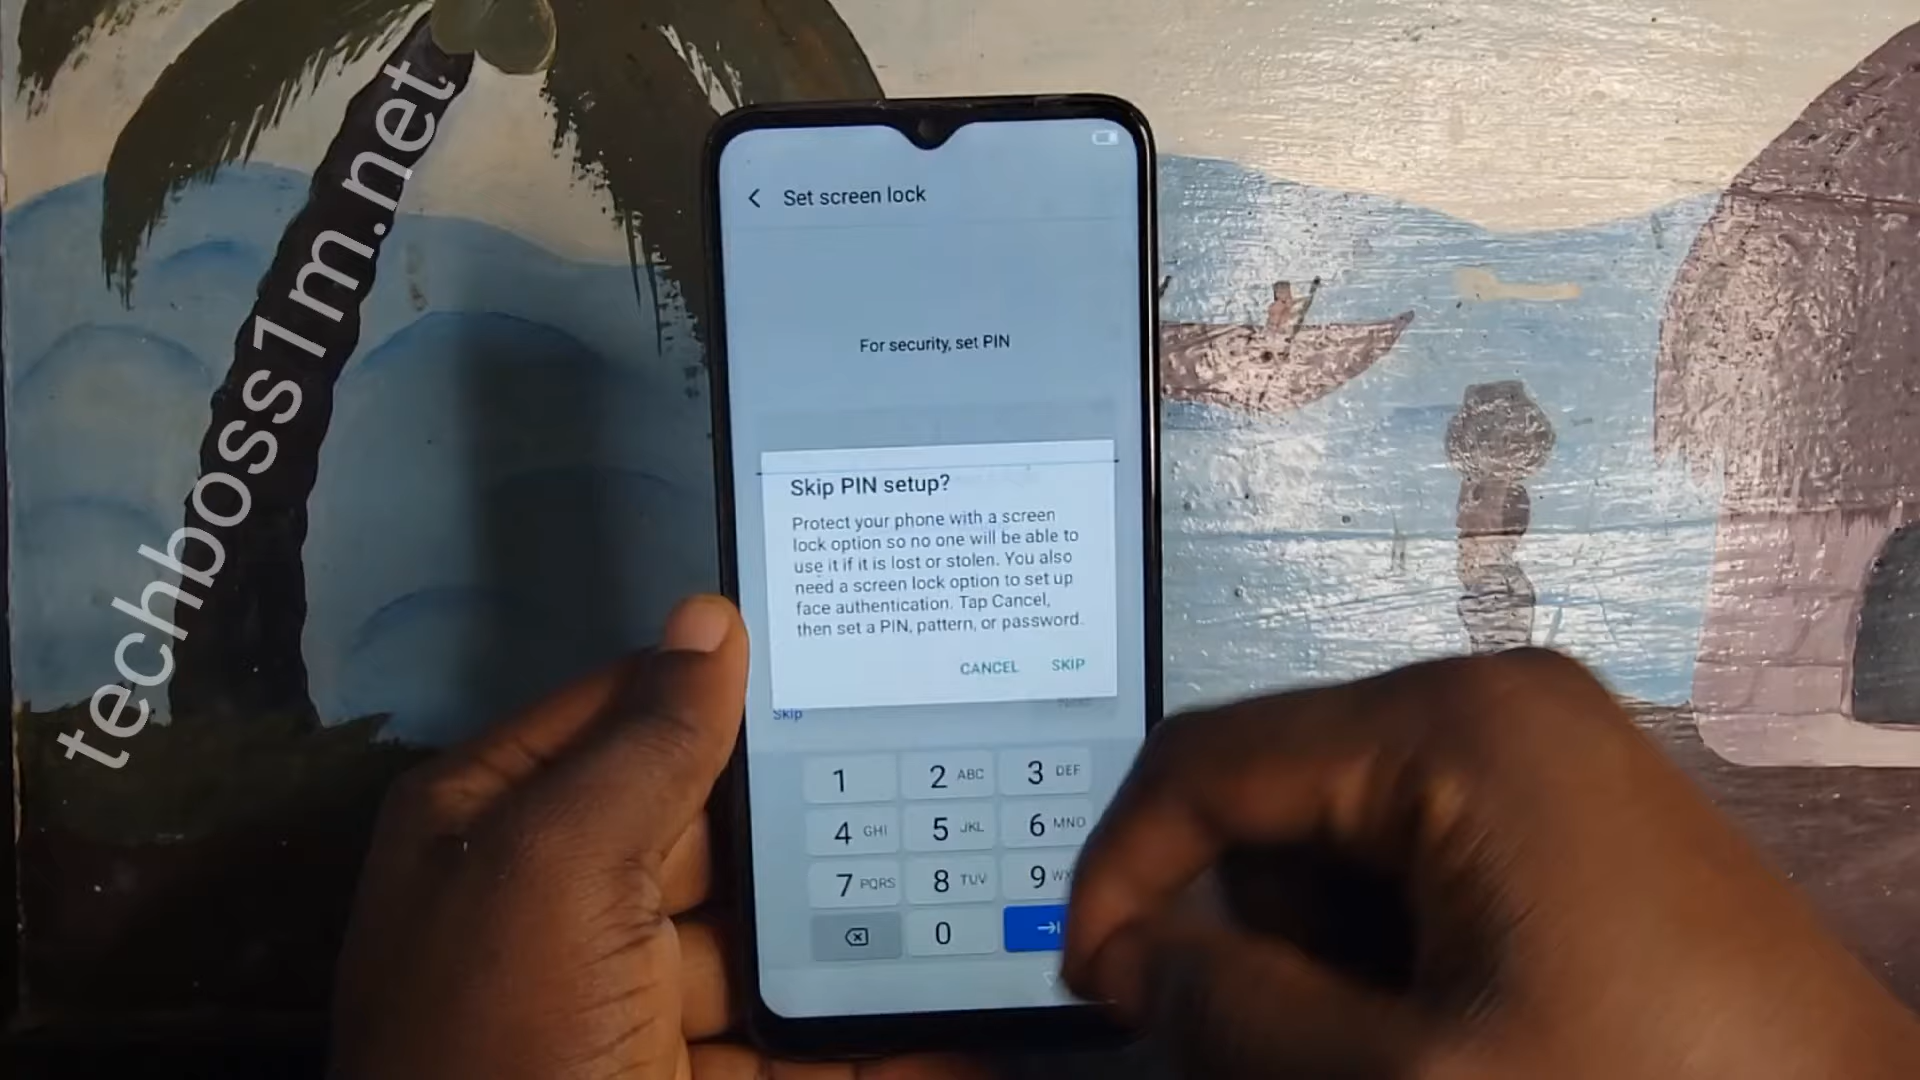 techboss1m.net
Set screen lock
For security, set PIN
Skip PIN setup?
Protect your phone with a screen
lock option so no one will be able to
use it if it is lost or stolen. You also
need a screen lock option to set up
face authentication. Tap Cancel,
then set a PIN, pattern, or password.
CANCEL SKIP
Skip
1 2 ABC 3 DEF
4 GHI 5 JKL 6 MNO
7 PQRS 8 TUV 9
0